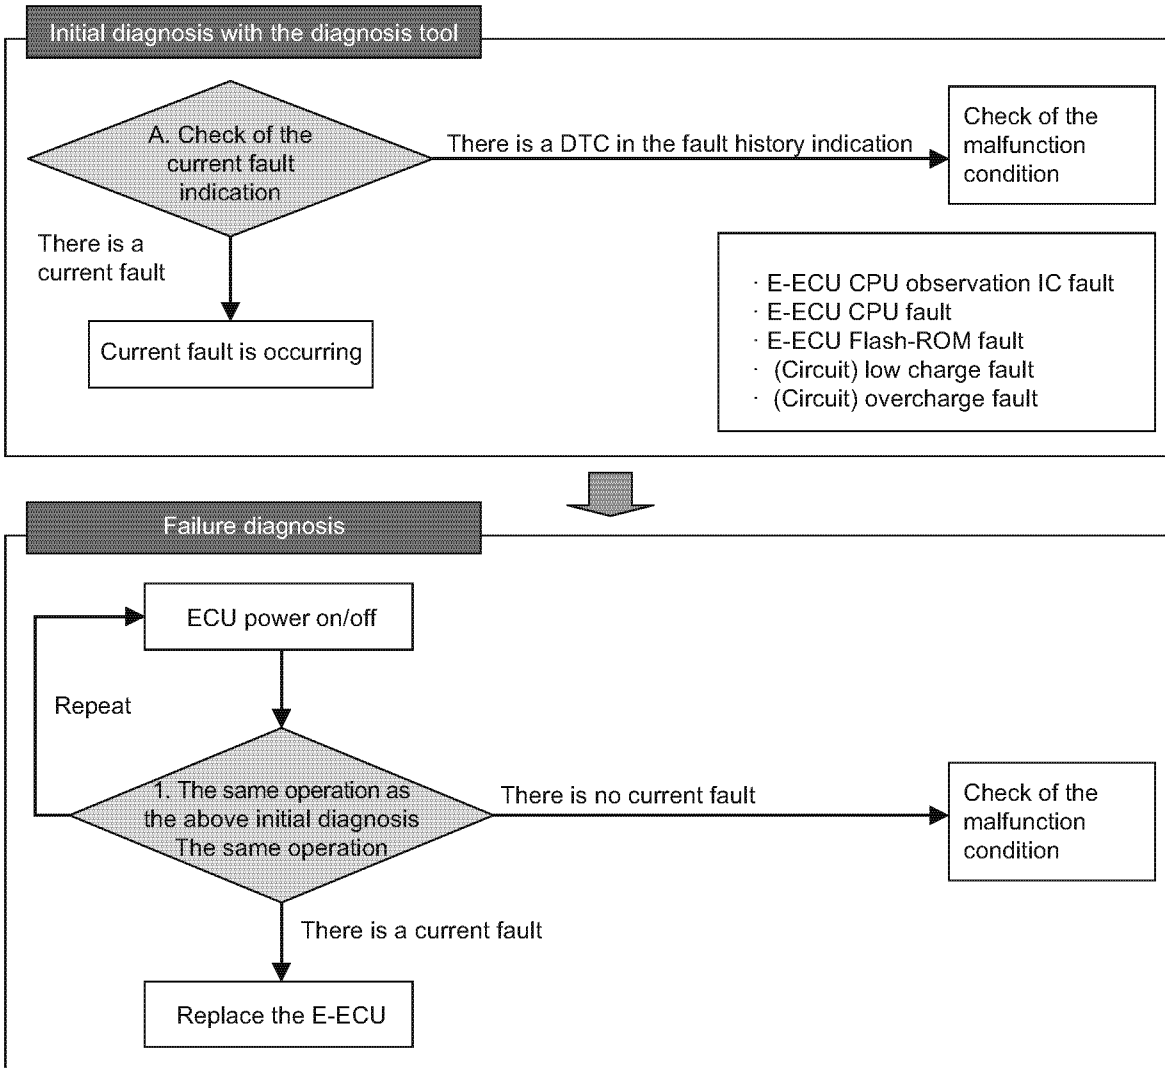 Initial diagnosis with the diagnosis tool
A. Check of the
current fault
indication
There is a DTC in the fault history indication
Check of the
malfunction
condition
There is a
current fault
Current fault is occurring
· E-ECU CPU observation IC fault
· E-ECU CPU fault
· E-ECU Flash-ROM fault
· (Circuit) low charge fault
· (Circuit) overcharge fault
Failure diagnosis
ECU power on/off
Repeat
1. The same operation as
the above initial diagnosis
The same operation
There is no current fault
Check of the
malfunction
condition
There is a current fault
Replace the E-ECU